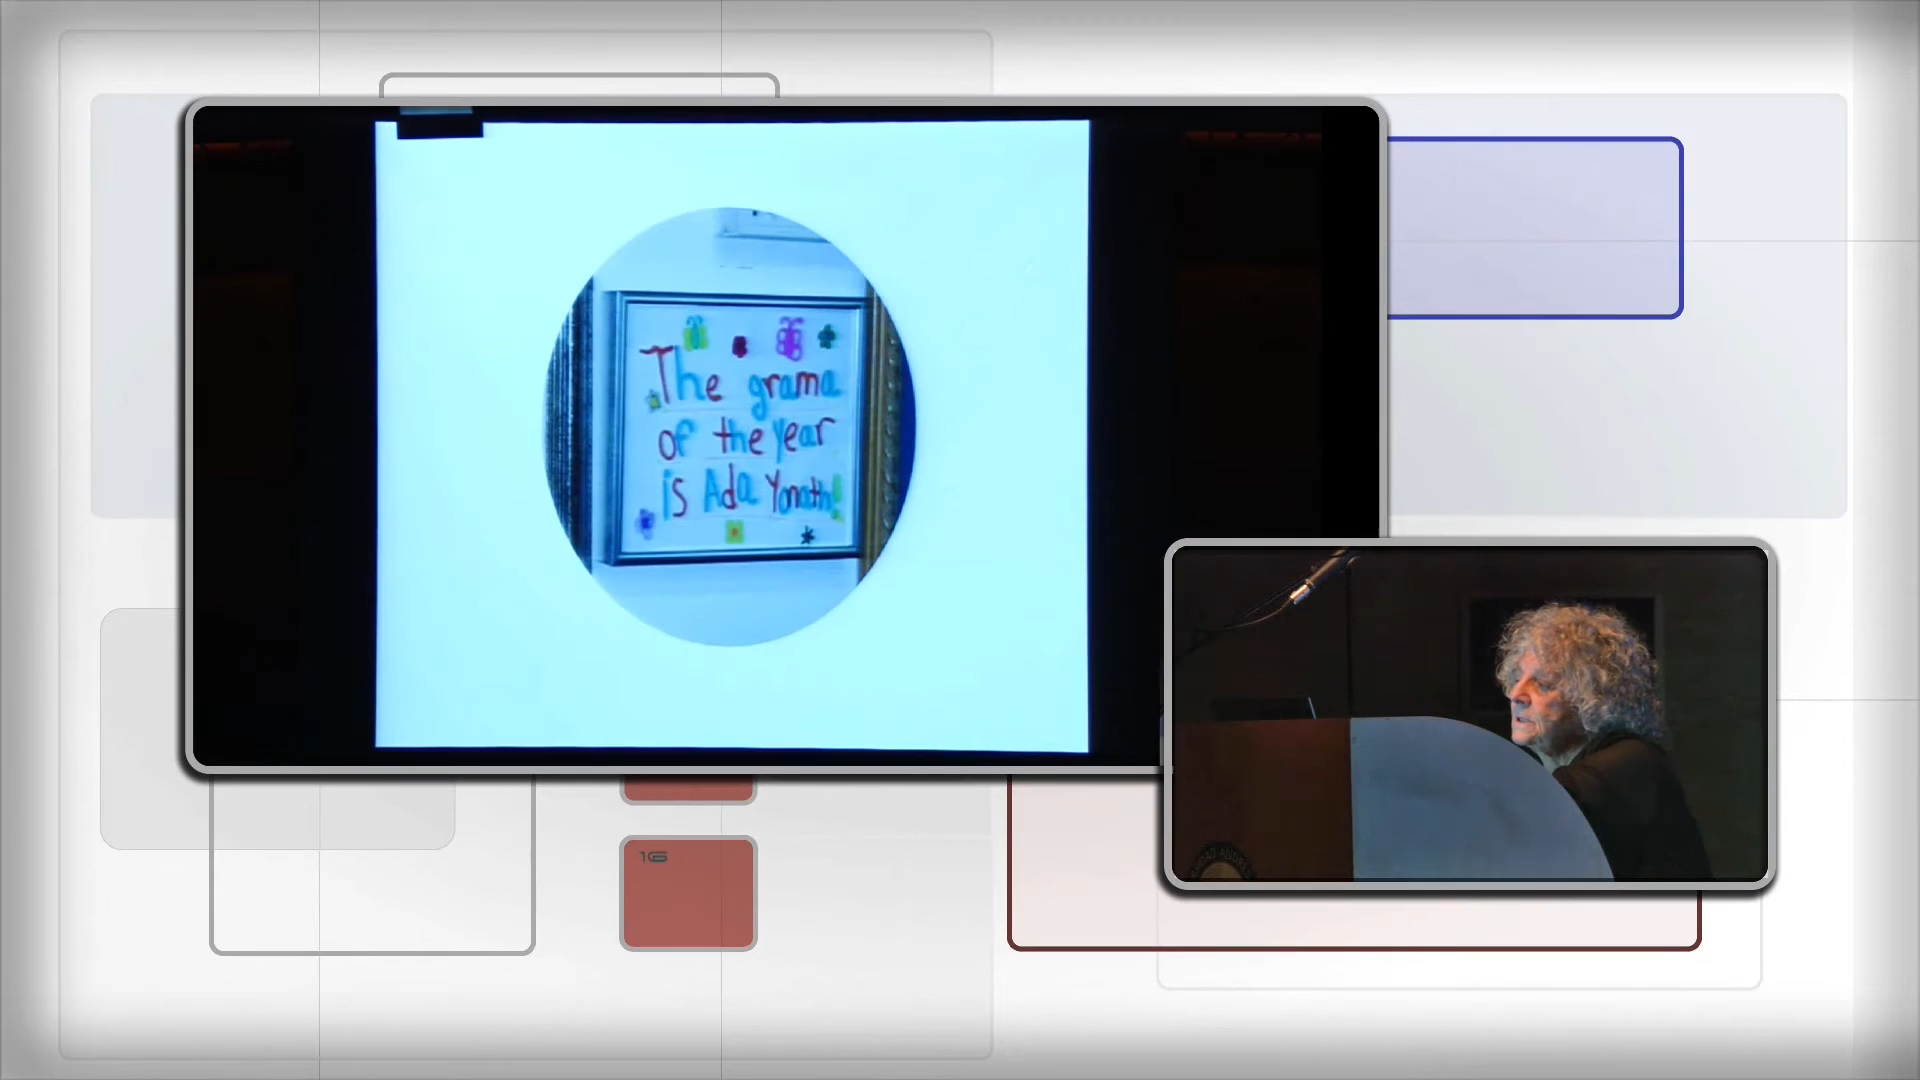 The grama
of the year
is Ada Yonath!
16